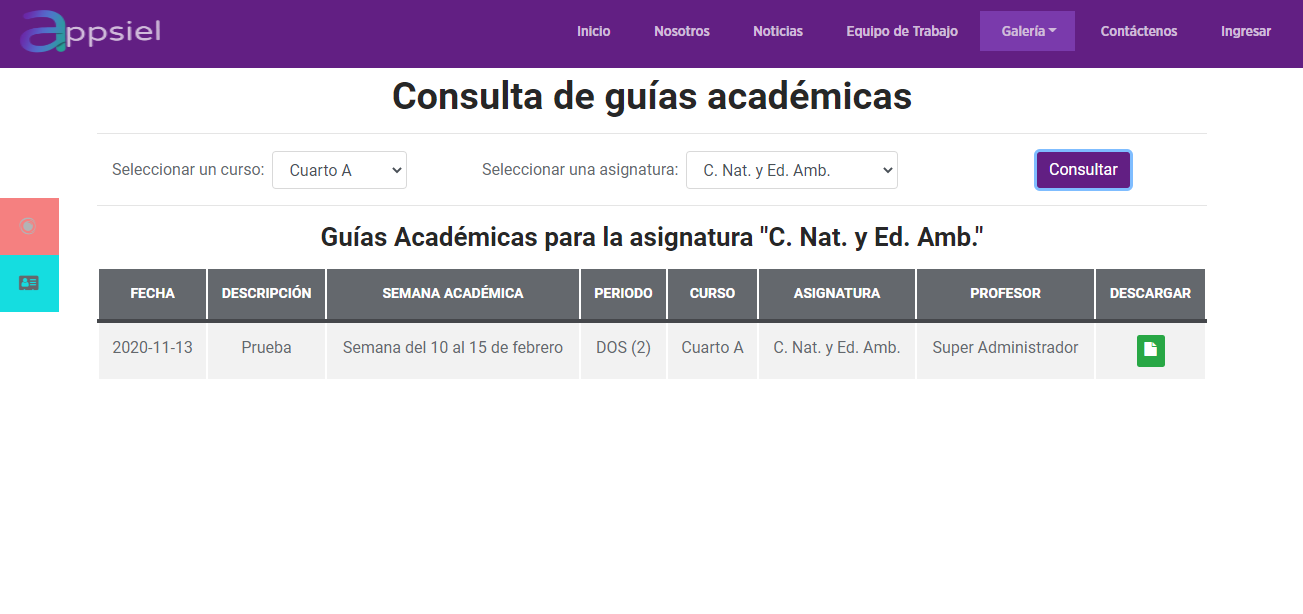 appsiel Inicio Nosotros Noticias Equipo de Trabajo Galería Contáctenos Ingresar
Consulta de guías académicas
Seleccionar un curso: Cuarto A Seleccionar una asignatura: C. Nat. y Ed. Amb. Consultar
Guías Académicas para la asignatura "C. Nat. y Ed. Amb."
FECHA DESCRIPCIÓN SEMANA ACADÉMICA PERIODO CURSO ASIGNATURA PROFESOR DESCARGAR
2020-11-13 Prueba Semana del 10 al 15 de febrero DOS (2) Cuarto A C. Nat. y Ed. Amb. Super Administrador